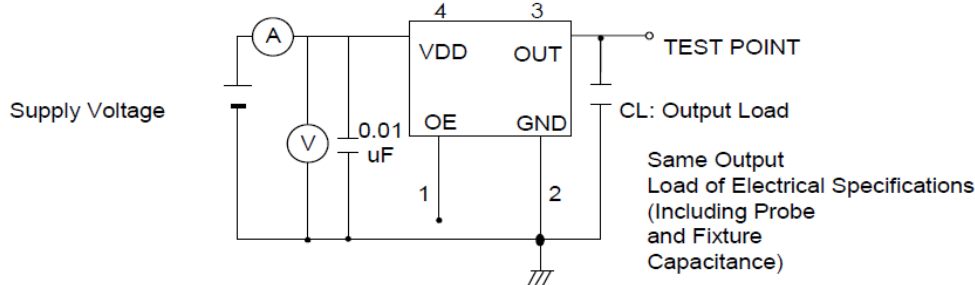 4
3
A
VDD
OUT
TEST POINT
Supply Voltage
CL: Output Load
OE
GND
0.01
uF
V
1
2
Same Output
Load of Electrical Specifications
(Including Probe
and Fixture
Capacitance)